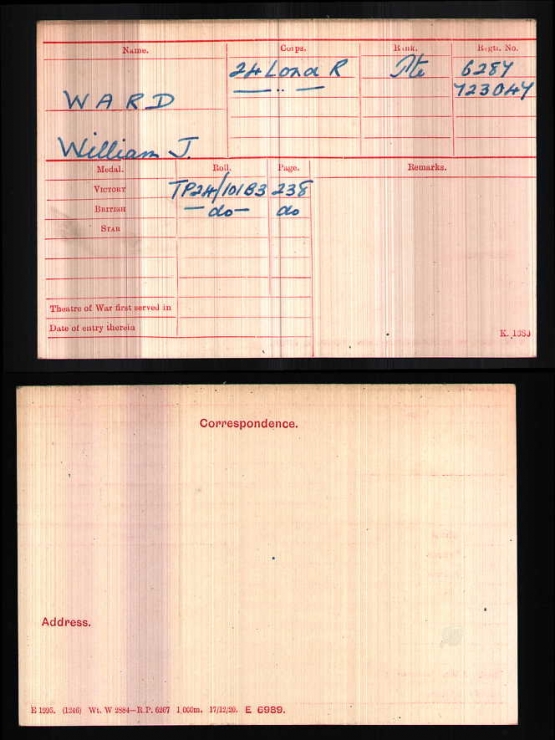 Name. Corps. Rank. Regtl. No.
24 Lond R Pte 6287
— ,, — 723047
WARD
William J.
Medal. Roll. Page. Remarks.
VICTORY TP24/101B3 238
BRITISH —do— do
STAR
Theatre of War first served in
Date of entry therein
K. 1380
Correspondence.
Address.
E 1295. (1246) Wt. W 2884—R.P. 6267 1,000m. 17/12/20. E 6989.